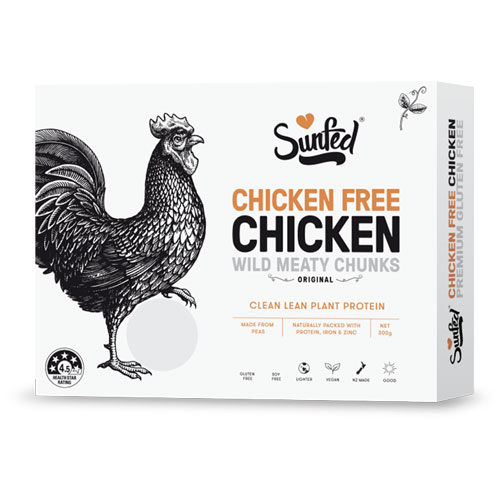 Sunfed®
CHICKEN FREE
CHICKEN
WILD MEATY CHUNKS
ORIGINAL
CLEAN LEAN PLANT PROTEIN
MADE FROM
PEAS
NATURALLY PACKED WITH
PROTEIN, IRON & ZINC
NET
300g
GLUTEN
FREE
SOY
FREE
LIGHTER
VEGAN
NZ MADE
GOOD
4.5
HEALTH STAR
RATING
CHICKEN FREE CHICKEN
PREMIUM GLUTEN FREE
Sunfed